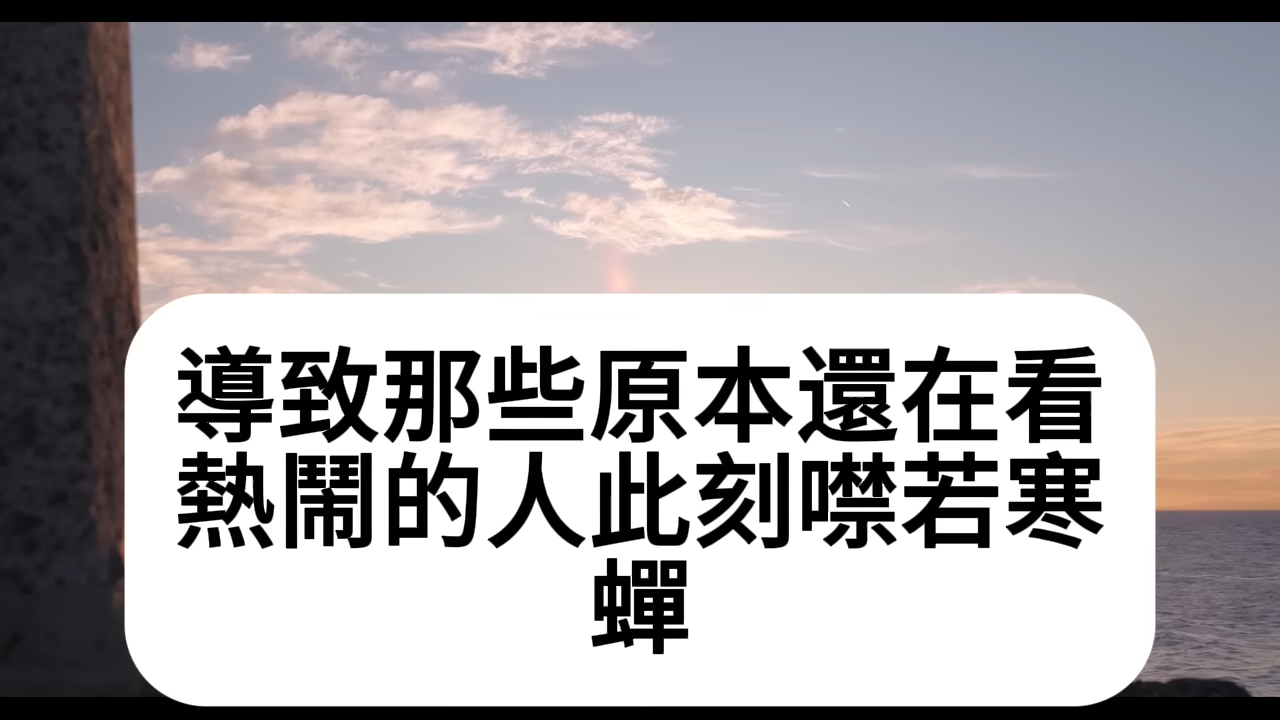 導致那些原本還在看
熱鬧的人此刻噤若寒
蟬